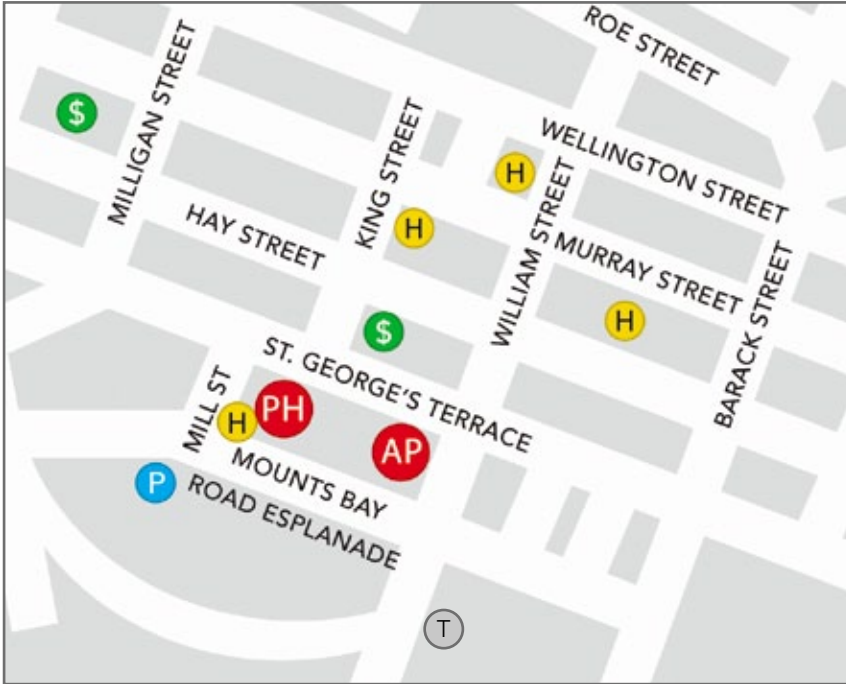 ROE STREET
MILLIGAN STREET
$
KING STREET
WELLINGTON STREET
H
HAY STREET
H
WILLIAM STREET
MURRAY STREET
H
BARACK STREET
$
ST. GEORGE'S TERRACE
MILL ST
PH
H
AP
MOUNTS BAY
ROAD ESPLANADE
P
T